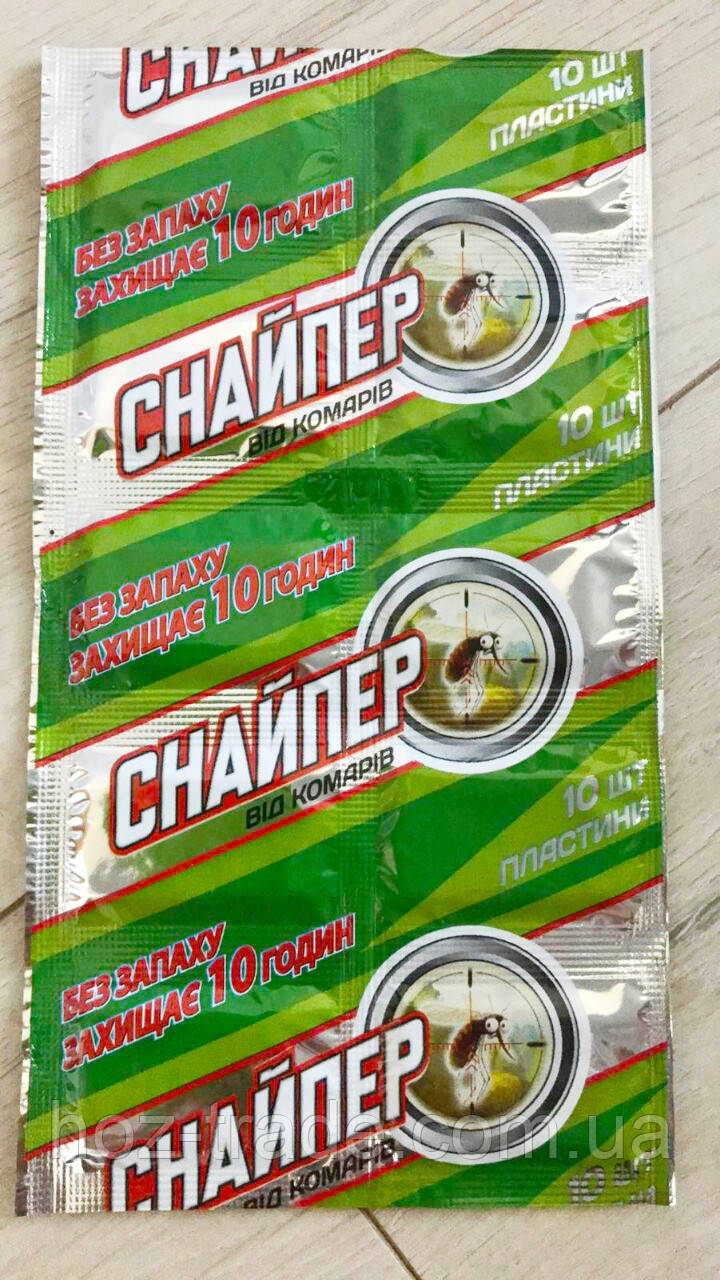 СНАЙПЕР
ВІД КОМАРІВ
10 ШТ
ПЛАСТИНИ
БЕЗ ЗАПАХУ
ЗАХИЩАЄ 10 ГОДИН
СНАЙПЕР
ВІД КОМАРІВ
10 ШТ
ПЛАСТИНИ
БЕЗ ЗАПАХУ
ЗАХИЩАЄ 10 ГОДИН
СНАЙПЕР
ВІД КОМАРІВ
10 ШТ
ПЛАСТИНИ
БЕЗ ЗАПАХУ
ЗАХИЩАЄ 10 ГОДИН
СНАЙПЕР
ВІД КОМАРІВ
10 ШТ
hoz-trade.com.ua